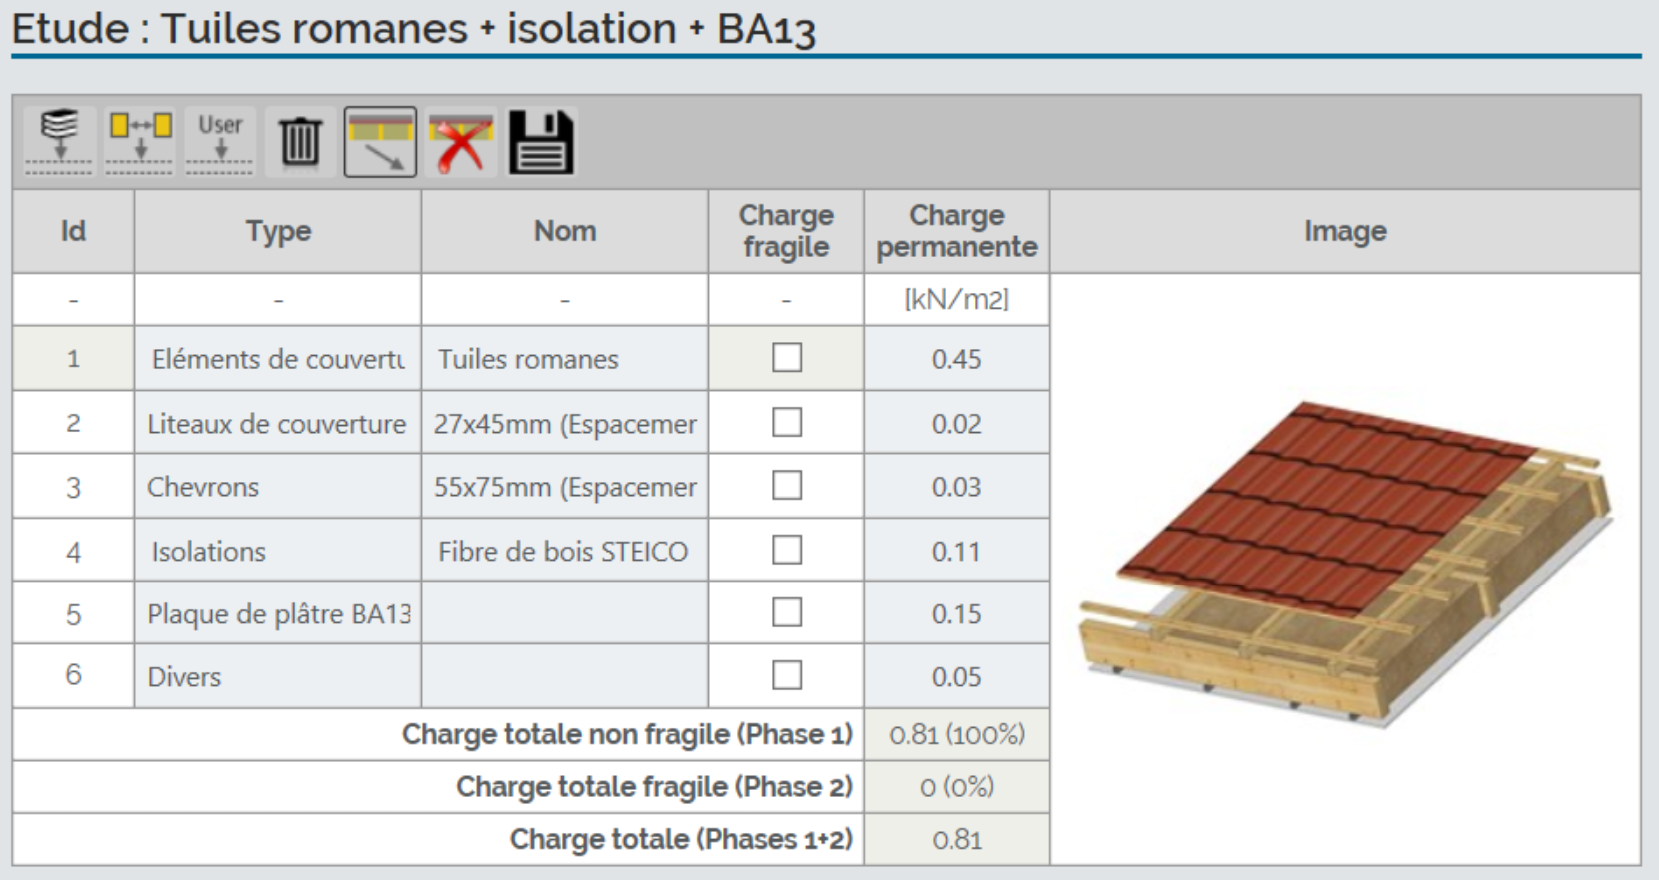 Etude : Tuiles romanes + isolation + BA13
User
Id Type Nom Charge fragile Charge permanente Image
- - - - [kN/m2]
1 Eléments de couvertu Tuiles romanes 0.45
2 Liteaux de couverture 27x45mm (Espacemer 0.02
3 Chevrons 55x75mm (Espacemer 0.03
4 Isolations Fibre de bois STEICO 0.11
5 Plaque de plâtre BA13 0.15
6 Divers 0.05
Charge totale non fragile (Phase 1) 0.81 (100%)
Charge totale fragile (Phase 2) 0 (0%)
Charge totale (Phases 1+2) 0.81